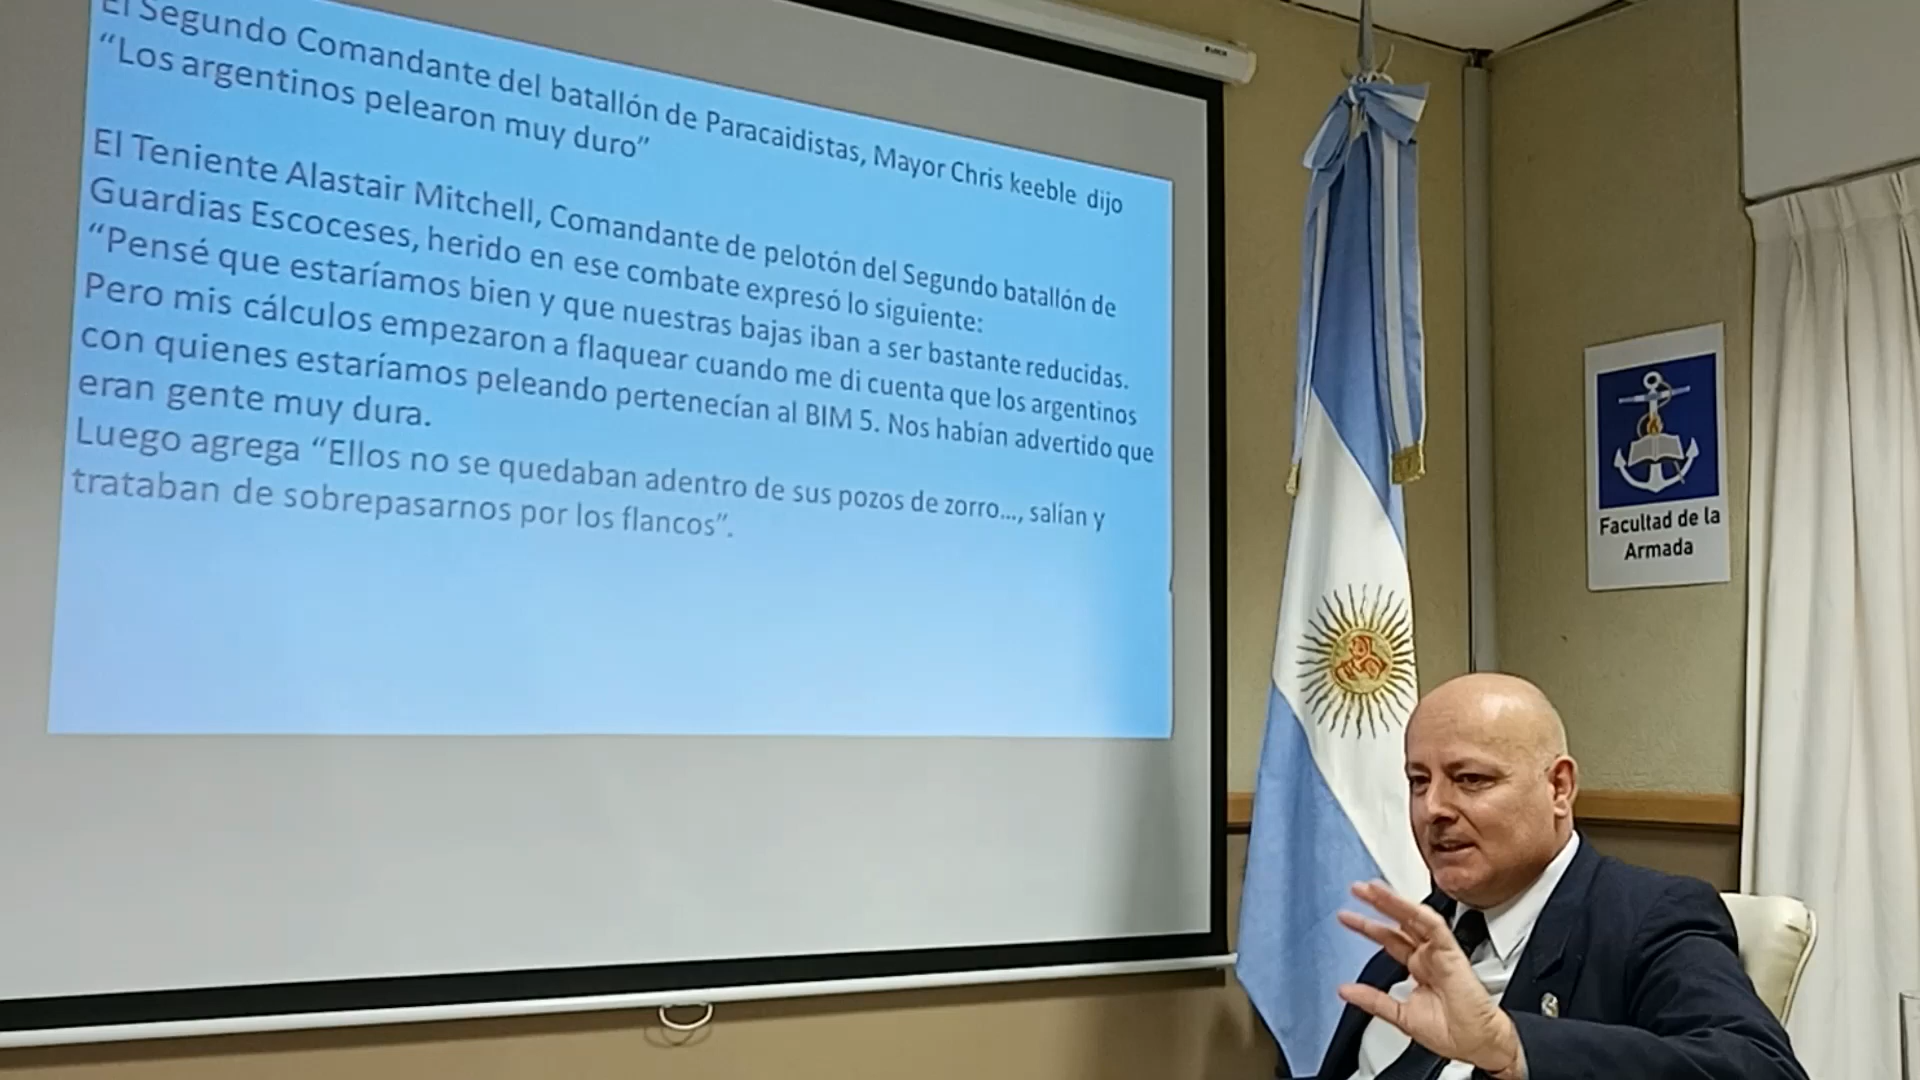 El Segundo Comandante del batallón de Paracaidistas, Mayor Chris keeble dijo
“Los argentinos pelearon muy duro”
El Teniente Alastair Mitchell, Comandante de pelotón del Segundo batallón de
Guardias Escoceses, herido en ese combate expresó lo siguiente:
“Pensé que estaríamos bien y que nuestras bajas iban a ser bastante reducidas.
Pero mis cálculos empezaron a flaquear cuando me di cuenta que los argentinos
con quienes estaríamos peleando pertenecían al BIM 5. Nos habían advertido que
eran gente muy dura.
Luego agrega “Ellos no se quedaban adentro de sus pozos de zorro..., salían y
trataban de sobrepasarnos por los flancos”.
Facultad de la
Armada